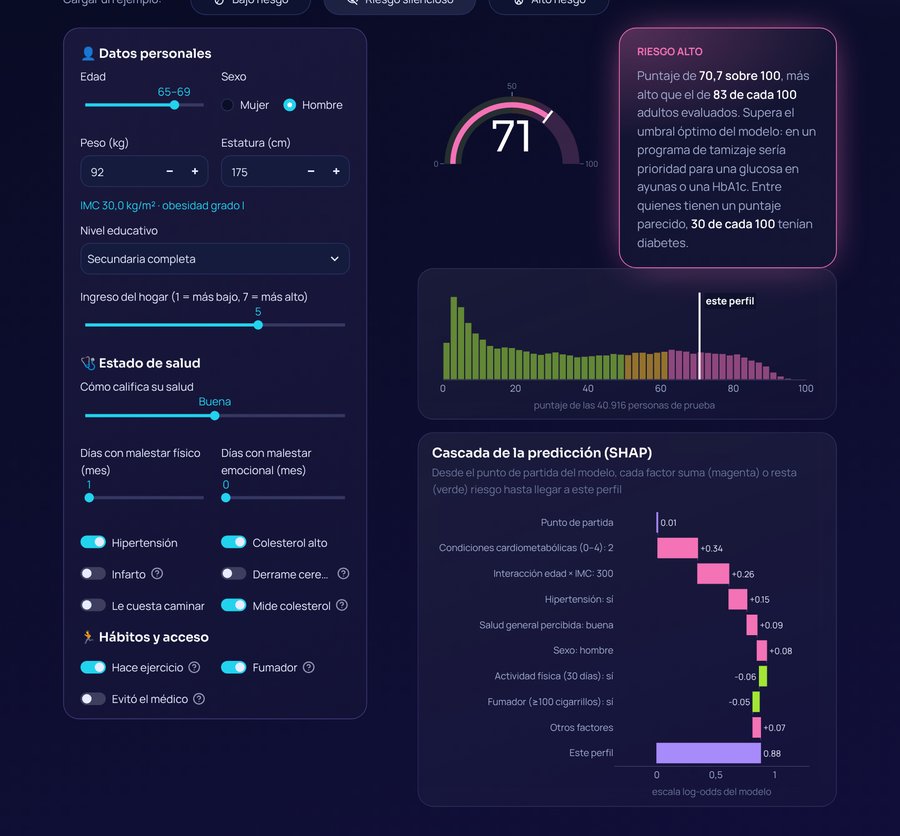 Cargar un ejemplo:
Bajo riesgo
Riesgo silencioso
Alto riesgo
Datos personales
Edad
65–69
Sexo
Mujer
Hombre
Peso (kg)
92
−
+
Estatura (cm)
175
−
+
IMC 30,0 kg/m² · obesidad grado I
Nivel educativo
Secundaria completa
Ingreso del hogar (1 = más bajo, 7 = más alto)
5
Estado de salud
Cómo califica su salud
Buena
Días con malestar físico
(mes)
1
Días con malestar
emocional (mes)
0
Hipertensión
Colesterol alto
Infarto
Derrame cere...
Le cuesta caminar
Mide colesterol
Hábitos y acceso
Hace ejercicio
Fumador
Evitó el médico
0
50
100
71
RIESGO ALTO
Puntaje de 70,7 sobre 100, más
alto que el de 83 de cada 100
adultos evaluados. Supera el
umbral óptimo del modelo: en un
programa de tamizaje sería
prioridad para una glucosa en
ayunas o una HbA1c. Entre
quienes tienen un puntaje
parecido, 30 de cada 100 tenían
diabetes.
este perfil
0 20 40 60 80 100
puntaje de las 40.916 personas de prueba
Cascada de la predicción (SHAP)
Desde el punto de partida del modelo, cada factor suma (magenta) o resta
(verde) riesgo hasta llegar a este perfil
Punto de partida 0.01
Condiciones cardiometabólicas (0–4): 2 +0.34
Interacción edad × IMC: 300 +0.26
Hipertensión: sí +0.15
Salud general percibida: buena +0.09
Sexo: hombre +0.08
Actividad física (30 días): sí -0.06
Fumador (≥100 cigarrillos): sí -0.05
Otros factores +0.07
Este perfil 0.88
0 0,5 1
escala log-odds del modelo